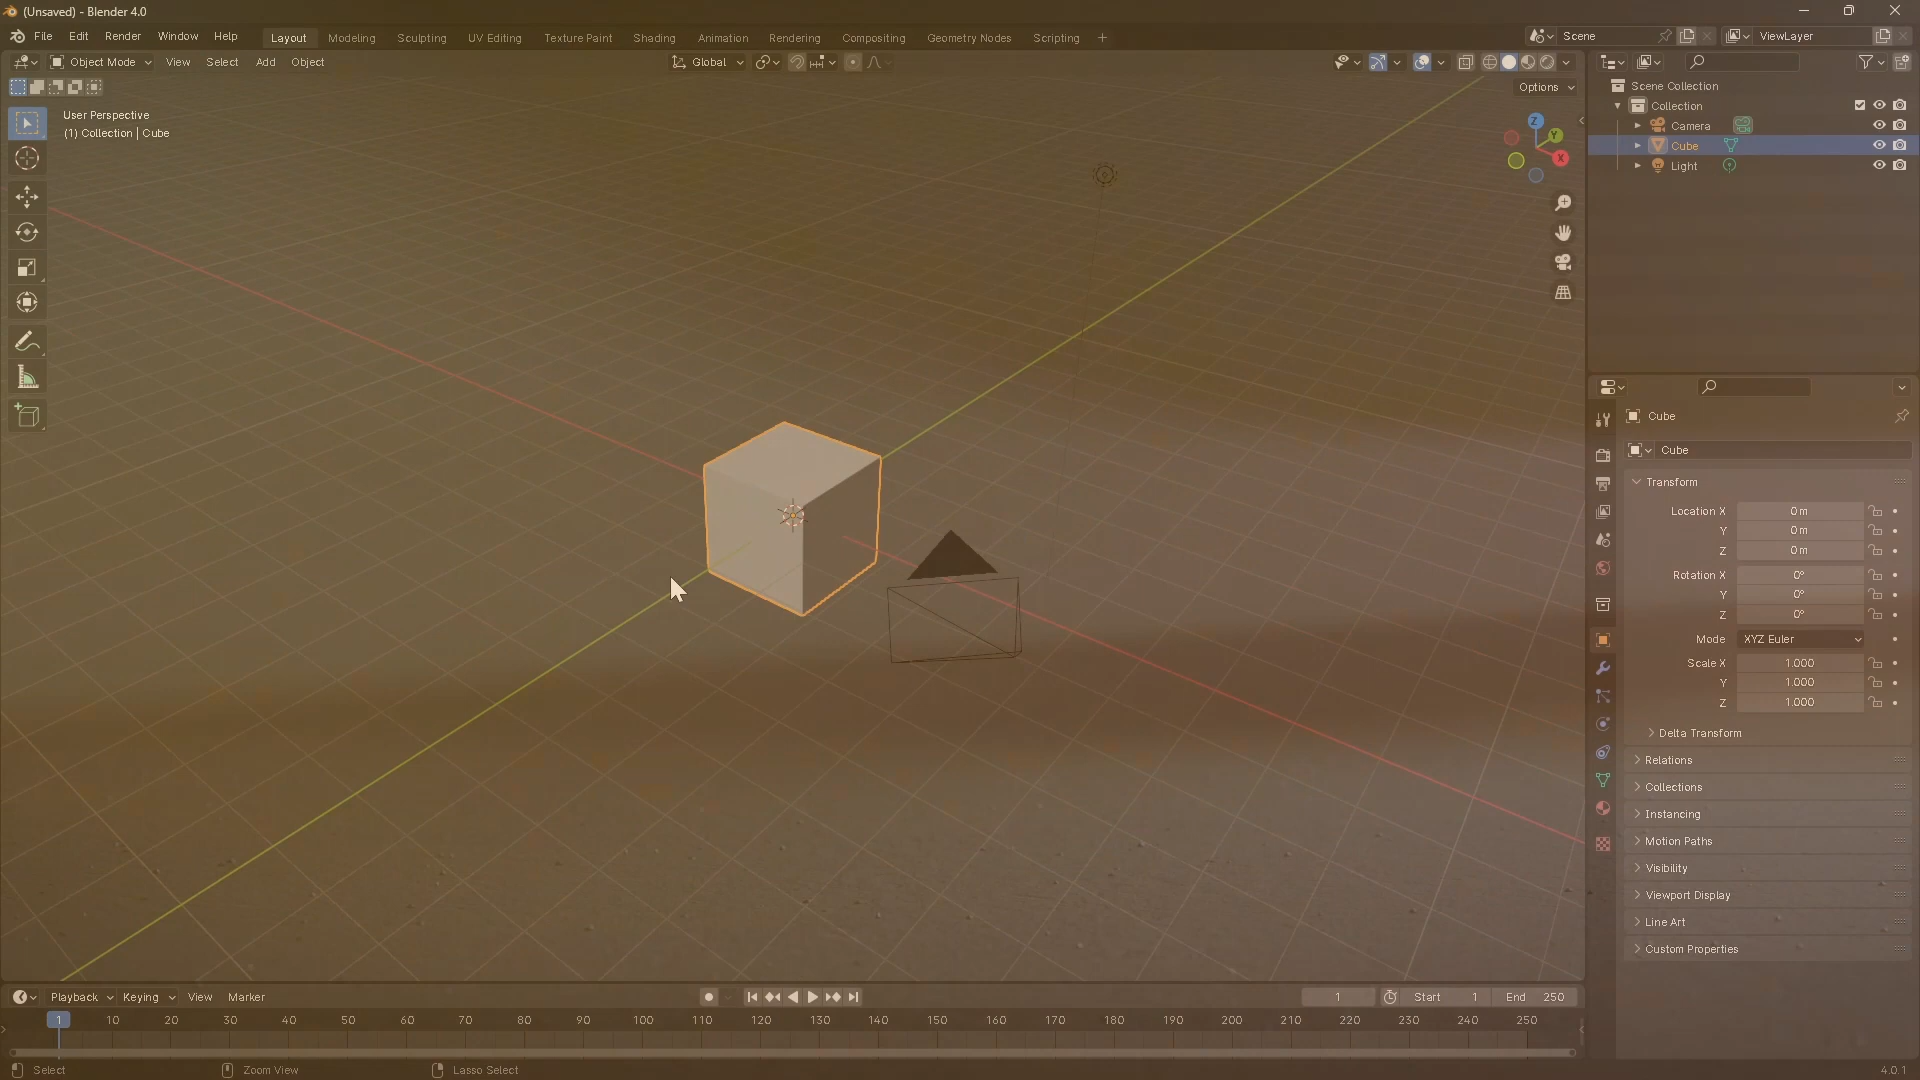 (Unsaved) - Blender 4.0
File Edit Render Window Help Layout Modeling Sculpting UV Editing Texture Paint Shading Animation Rendering Compositing Geometry Nodes Scripting + Scene ViewLayer
Object Mode View Select Add Object Global
Options
User Perspective
(1) Collection | Cube
Z
Y
X
Scene Collection
Collection
Camera
Cube
Light
Cube
Cube
Transform
Location X 0 m
Y 0 m
Z 0 m
Rotation X 0°
Y 0°
Z 0°
Mode XYZ Euler
Scale X 1.000
Y 1.000
Z 1.000
Delta Transform
Relations
Collections
Instancing
Motion Paths
Visibility
Viewport Display
Line Art
Custom Properties
Playback Keying View Marker 1 Start 1 End 250
1 10 20 30 40 50 60 70 80 90 100 110 120 130 140 150 160 170 180 190 200 210 220 230 240 250
Select Zoom View Lasso Select 4.0.1